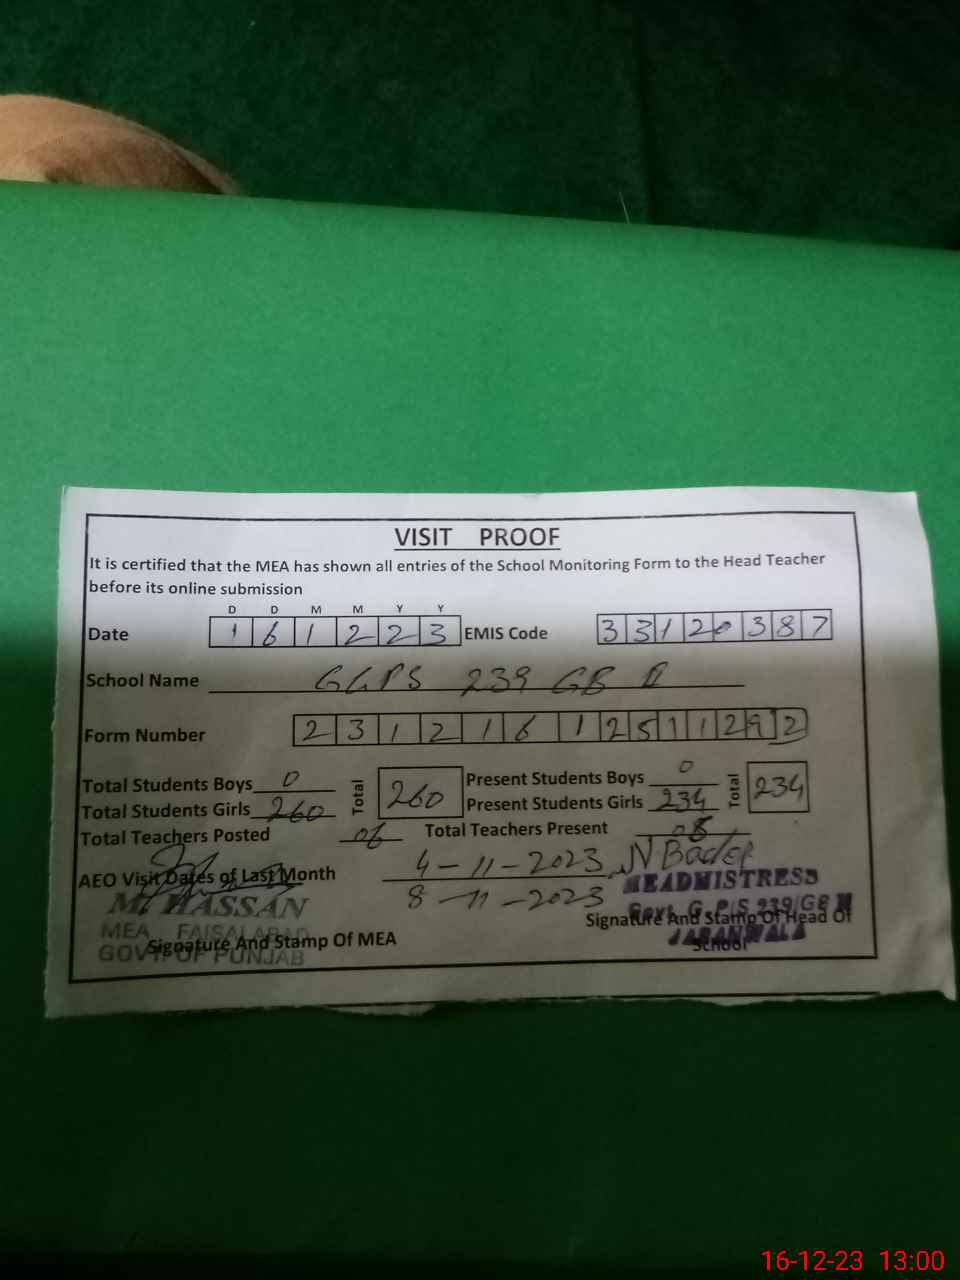 VISIT PROOF
It is certified that the MEA has shown all entries of the School Monitoring Form to the Head Teacher
before its online submission
D D M M Y Y
Date 1 6 1 2 2 3 EMIS Code 3 3 1 2 0 3 8 7
School Name GGPS 239 GB II
Form Number 2 3 1 2 1 6 1 2 5 1 1 2 9 2
Total Students Boys 0 Total 260 Present Students Boys 0 Total 234
Total Students Girls 260 Present Students Girls 234
Total Teachers Posted 08 Total Teachers Present 08
AEO Visit Dates of Last Month 4-11-2023
8-11-2023
HEADMISTRESS
M. HASSAN
MEA FAISALABAD
GOVT. OF PUNJAB
Signature And Stamp Of MEA
Govt. G.P/S 239/GB
JARANWALA
Signature And Stamp Of Head Of
School
16-12-23 13:00